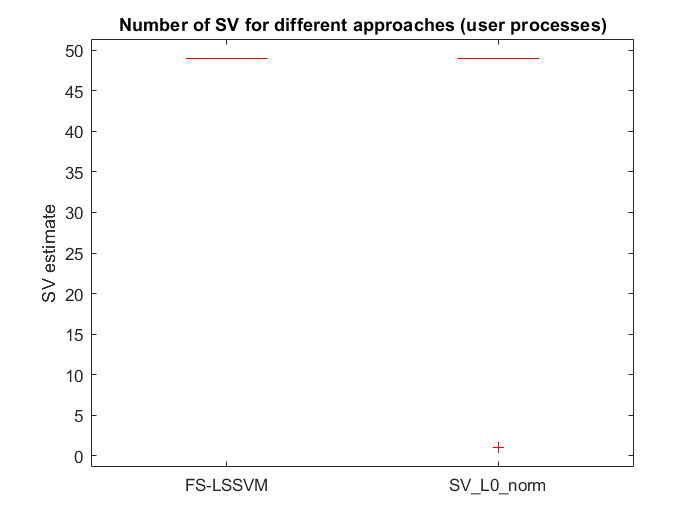 Number of SV for different approaches (user processes)
50
45
40
35
30
25
20
15
10
5
0
SV estimate
FS-LSSVM
SV_L0_norm